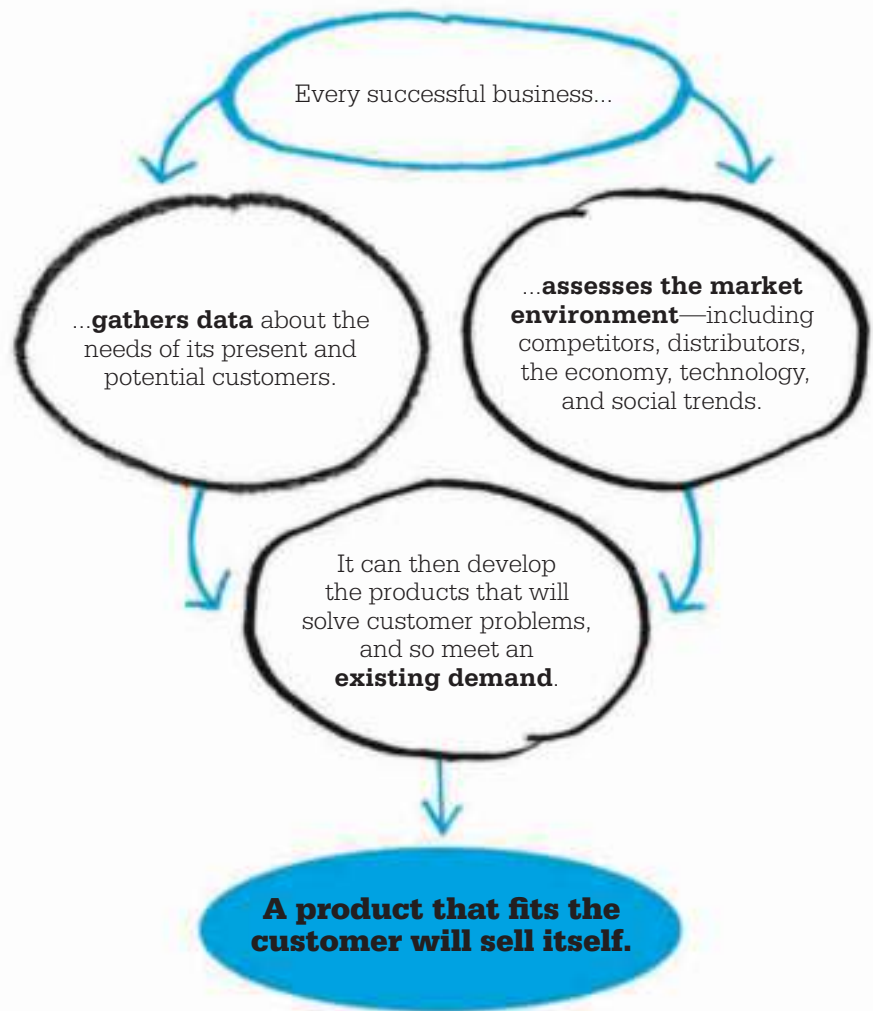 Every successful business...
...gathers data about the
needs of its present and
potential customers.
...assesses the market
environment—including
competitors, distributors,
the economy, technology,
and social trends.
It can then develop
the products that will
solve customer problems,
and so meet an
existing demand.
A product that fits the
customer will sell itself.